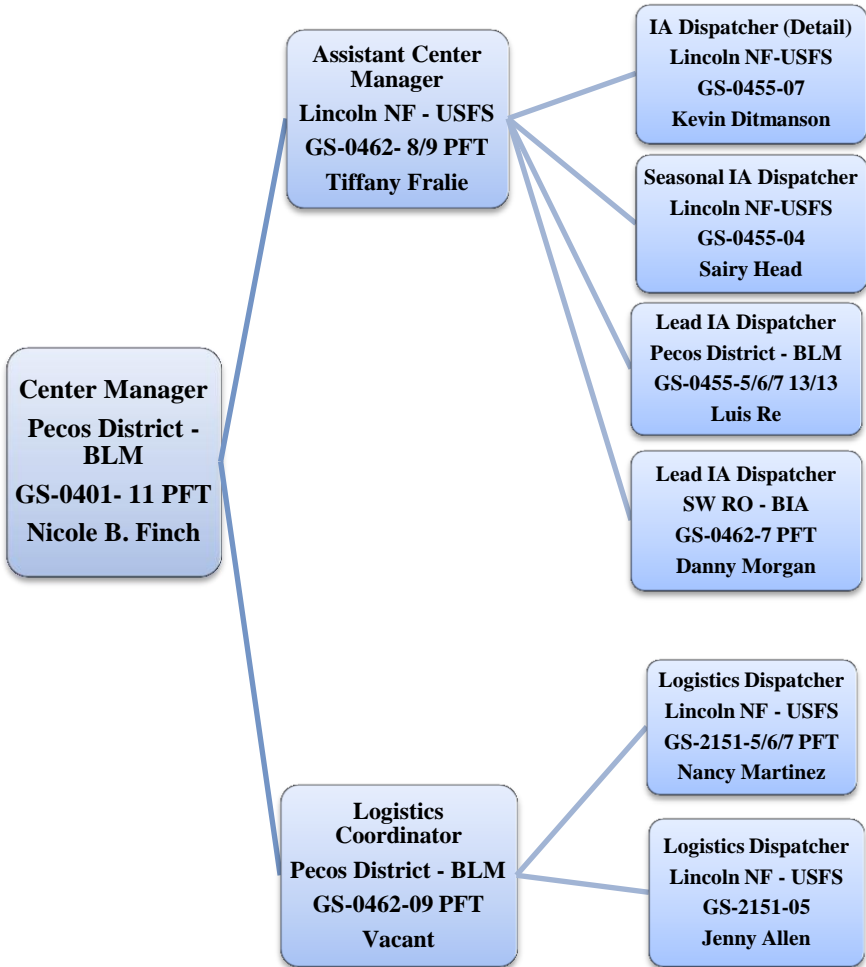 Center Manager
Pecos District -
BLM
GS-0401- 11 PFT
Nicole B. Finch
Assistant Center
Manager
Lincoln NF - USFS
GS-0462- 8/9 PFT
Tiffany Fralie
IA Dispatcher (Detail)
Lincoln NF-USFS
GS-0455-07
Kevin Ditmanson
Seasonal IA Dispatcher
Lincoln NF-USFS
GS-0455-04
Sairy Head
Lead IA Dispatcher
Pecos District - BLM
GS-0455-5/6/7 13/13
Luis Re
Lead IA Dispatcher
SW RO - BIA
GS-0462-7 PFT
Danny Morgan
Logistics
Coordinator
Pecos District - BLM
GS-0462-09 PFT
Vacant
Logistics Dispatcher
Lincoln NF - USFS
GS-2151-5/6/7 PFT
Nancy Martinez
Logistics Dispatcher
Lincoln NF - USFS
GS-2151-05
Jenny Allen